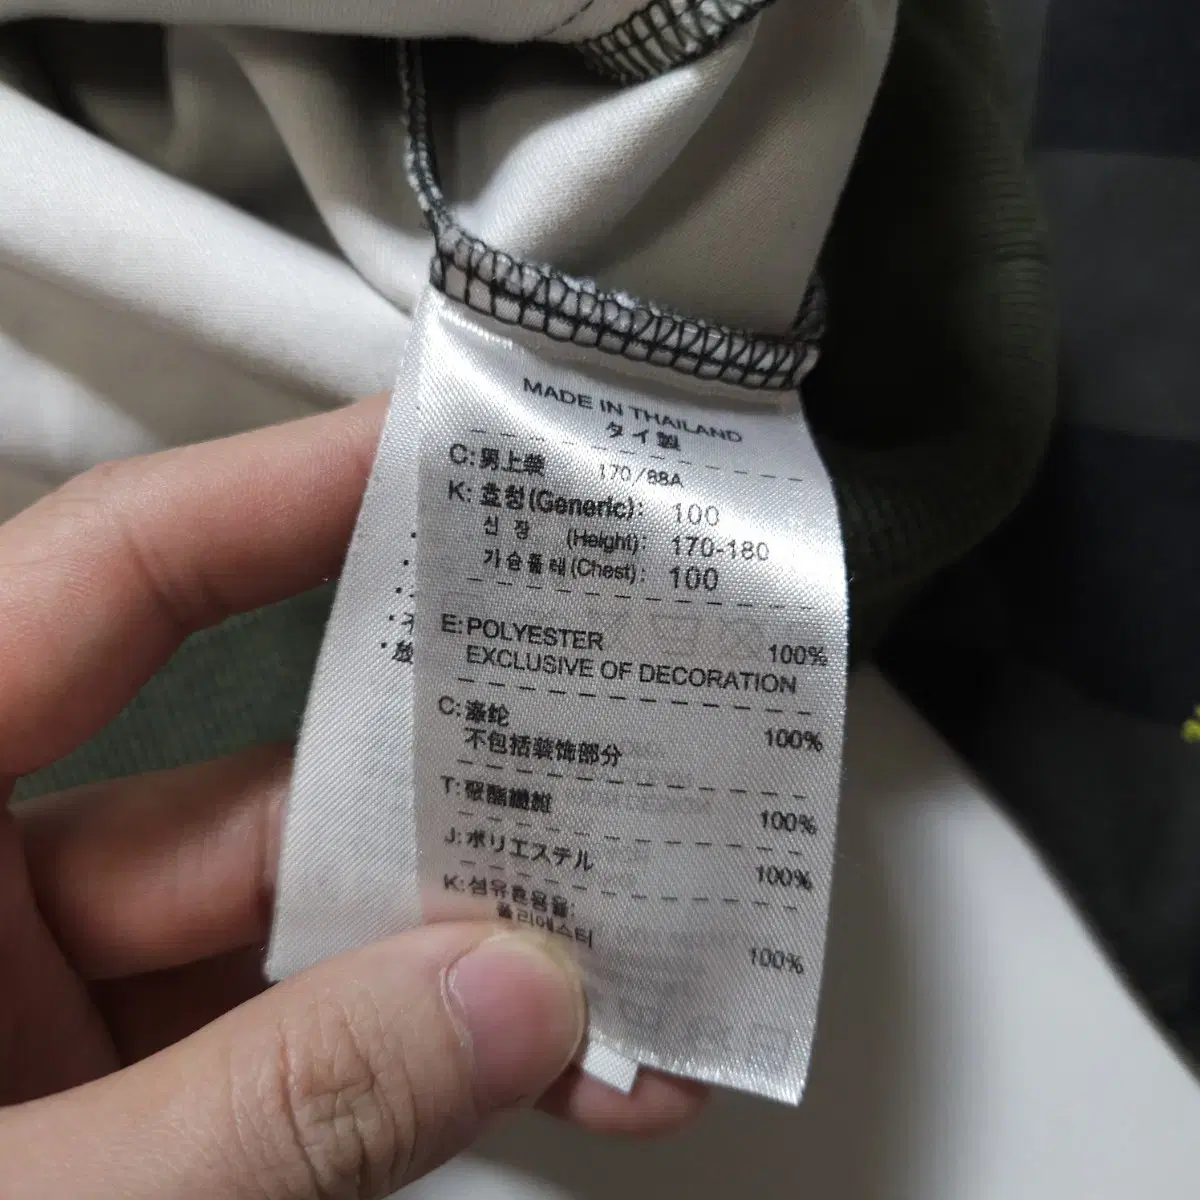 MADE IN THAILAND
タイ製
C:男上装 170/88A
K: 호칭(Generic): 100
신 장 (Height): 170-180
가슴둘레(Chest): 100
E:POLYESTER 100%
EXCLUSIVE OF DECORATION
C:涤纶 100%
不包括装饰部分
T:聚酯纖維 100%
J:ポリエステル 100%
K:섬유혼용율:
폴리에스터 100%